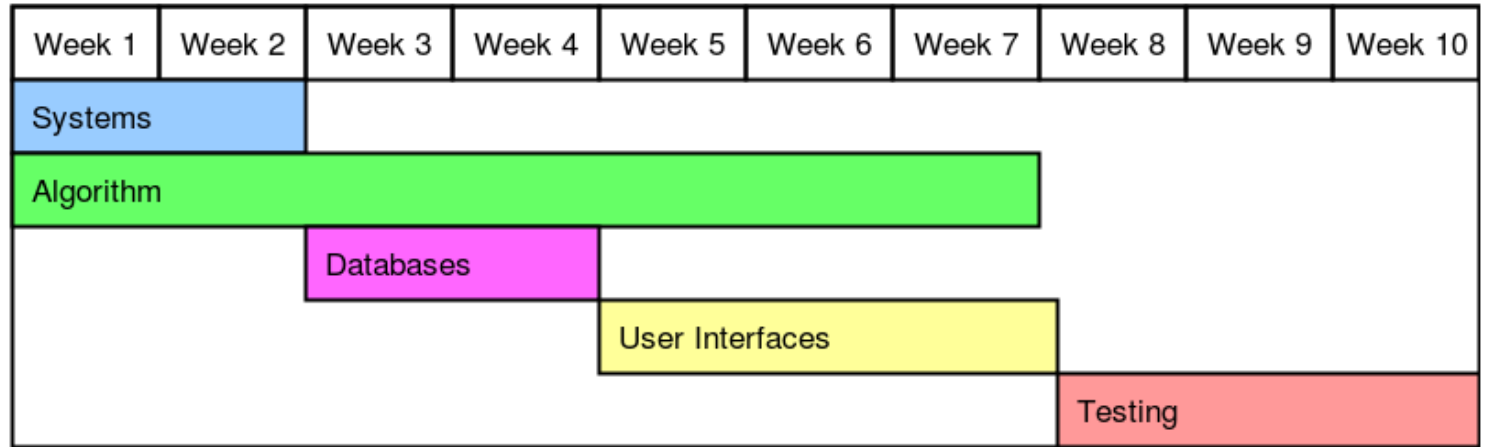 Week 1 Week 2 Week 3 Week 4 Week 5 Week 6 Week 7 Week 8 Week 9 Week 10
Systems
Algorithm
Databases
User Interfaces
Testing